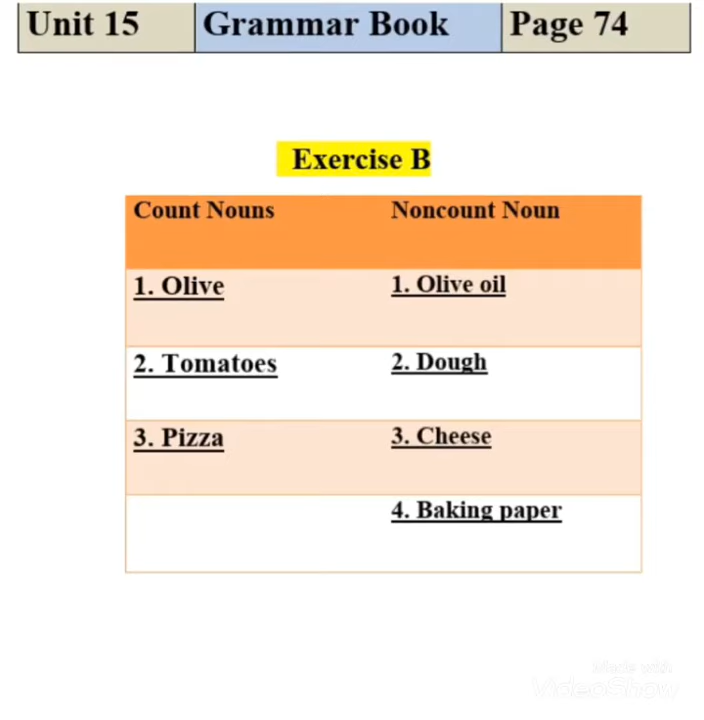 Unit 15 Grammar Book Page 74
Exercise B
Count Nouns Noncount Noun
1. Olive 1. Olive oil
2. Tomatoes 2. Dough
3. Pizza 3. Cheese
4. Baking paper
Made with
VideoShow